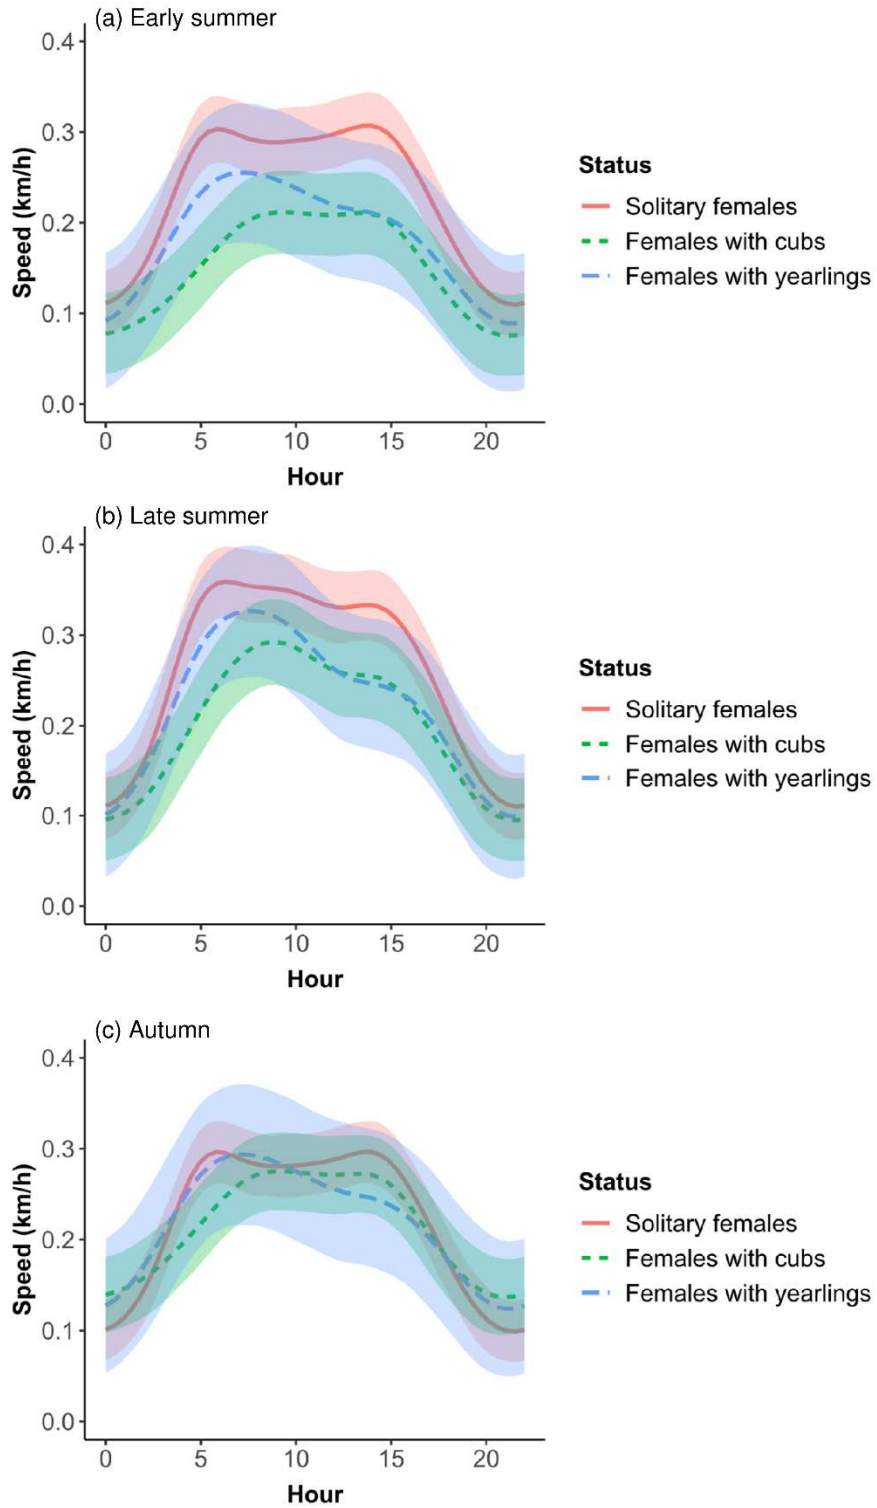 (a) Early summer
0.4
0.3
0.2
0.1
0.0
Speed (km/h)
0 5 10 15 20
Hour
Status
Solitary females
Females with cubs
Females with yearlings
(b) Late summer
0.4
0.3
0.2
0.1
0.0
Speed (km/h)
0 5 10 15 20
Hour
Status
Solitary females
Females with cubs
Females with yearlings
(c) Autumn
0.4
0.3
0.2
0.1
0.0
Speed (km/h)
0 5 10 15 20
Hour
Status
Solitary females
Females with cubs
Females with yearlings